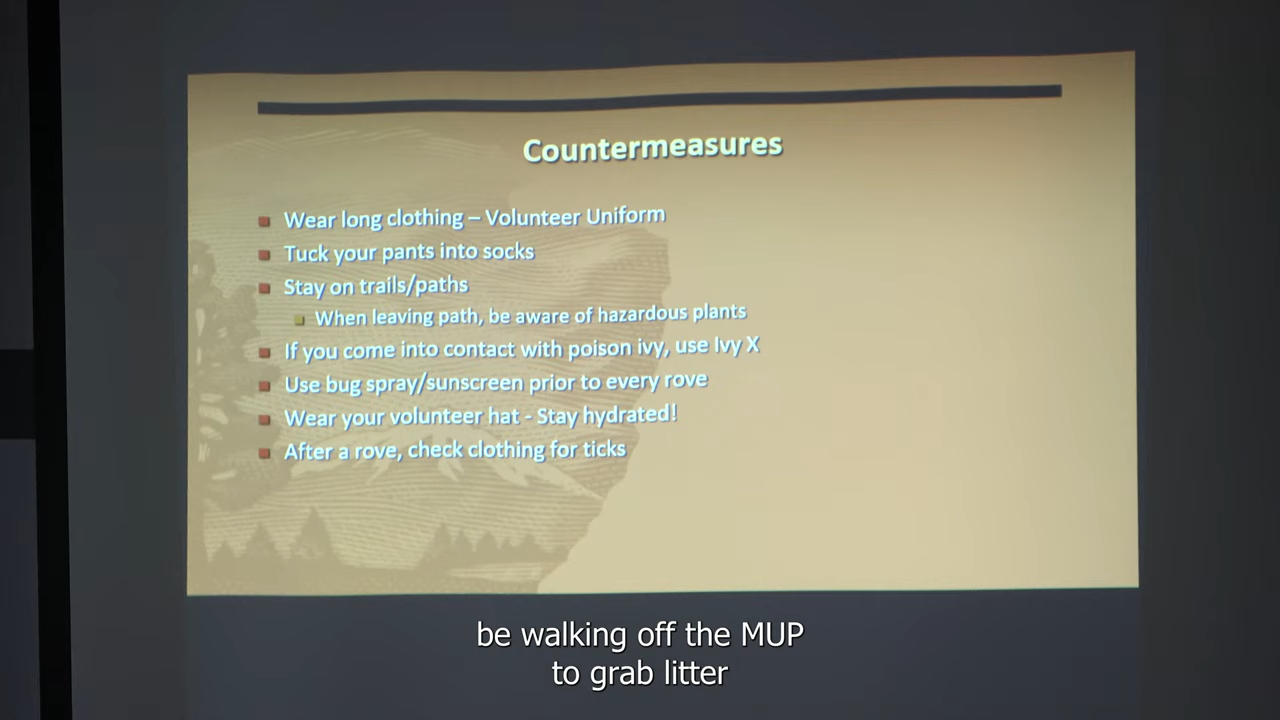 Countermeasures
Wear long clothing – Volunteer Uniform
Tuck your pants into socks
Stay on trails/paths
When leaving path, be aware of hazardous plants
If you come into contact with poison ivy, use Ivy X
Use bug spray/sunscreen prior to every rove
Wear your volunteer hat - Stay hydrated!
After a rove, check clothing for ticks
be walking off the MUP
to grab litter